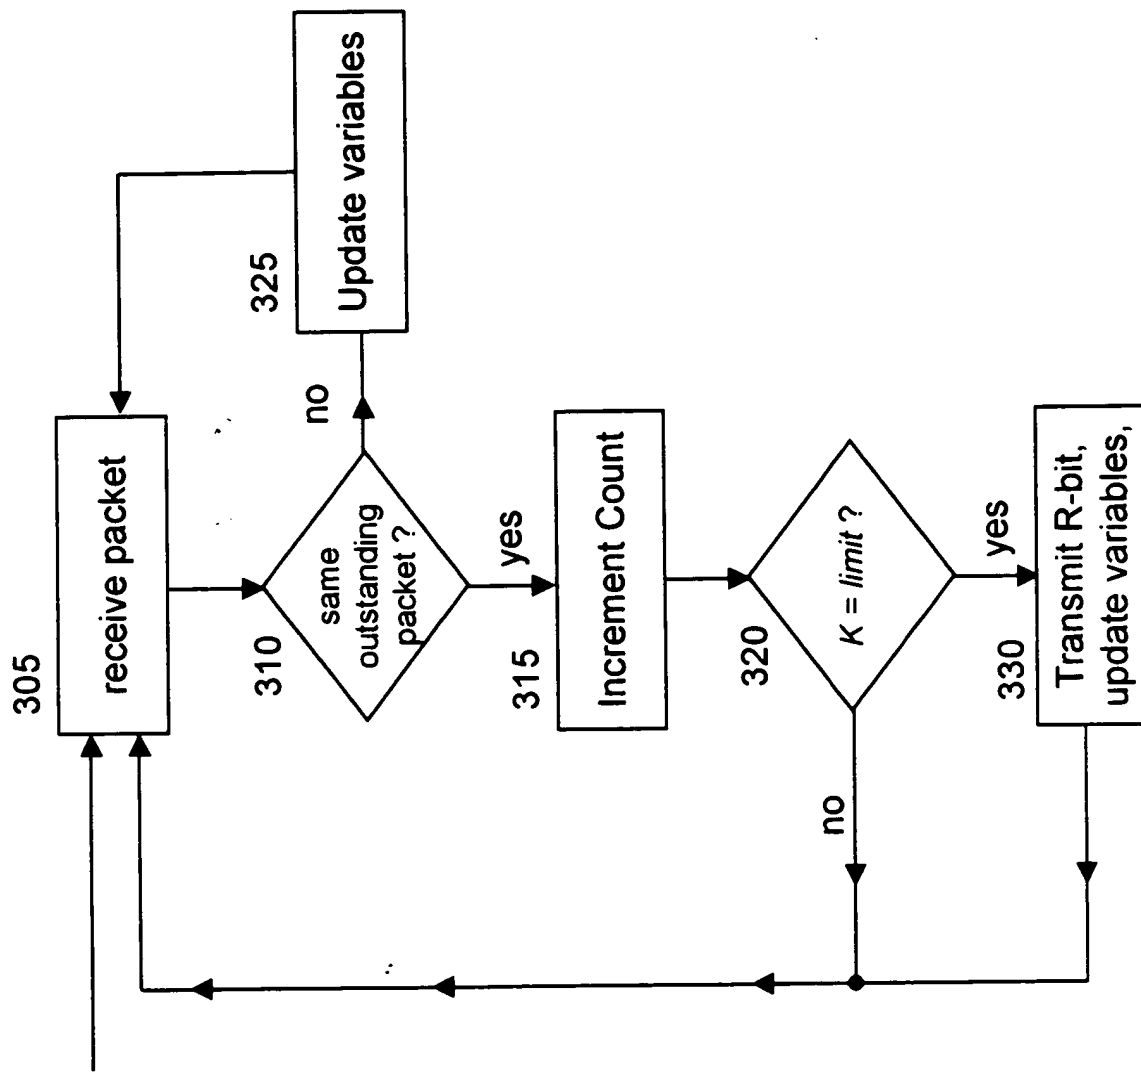 305
receive packet
310
same
outstanding
packet ?
no
325
Update variables
yes
315
Increment Count
320
K = limit ?
no
yes
330
Transmit R-bit,
update variables,